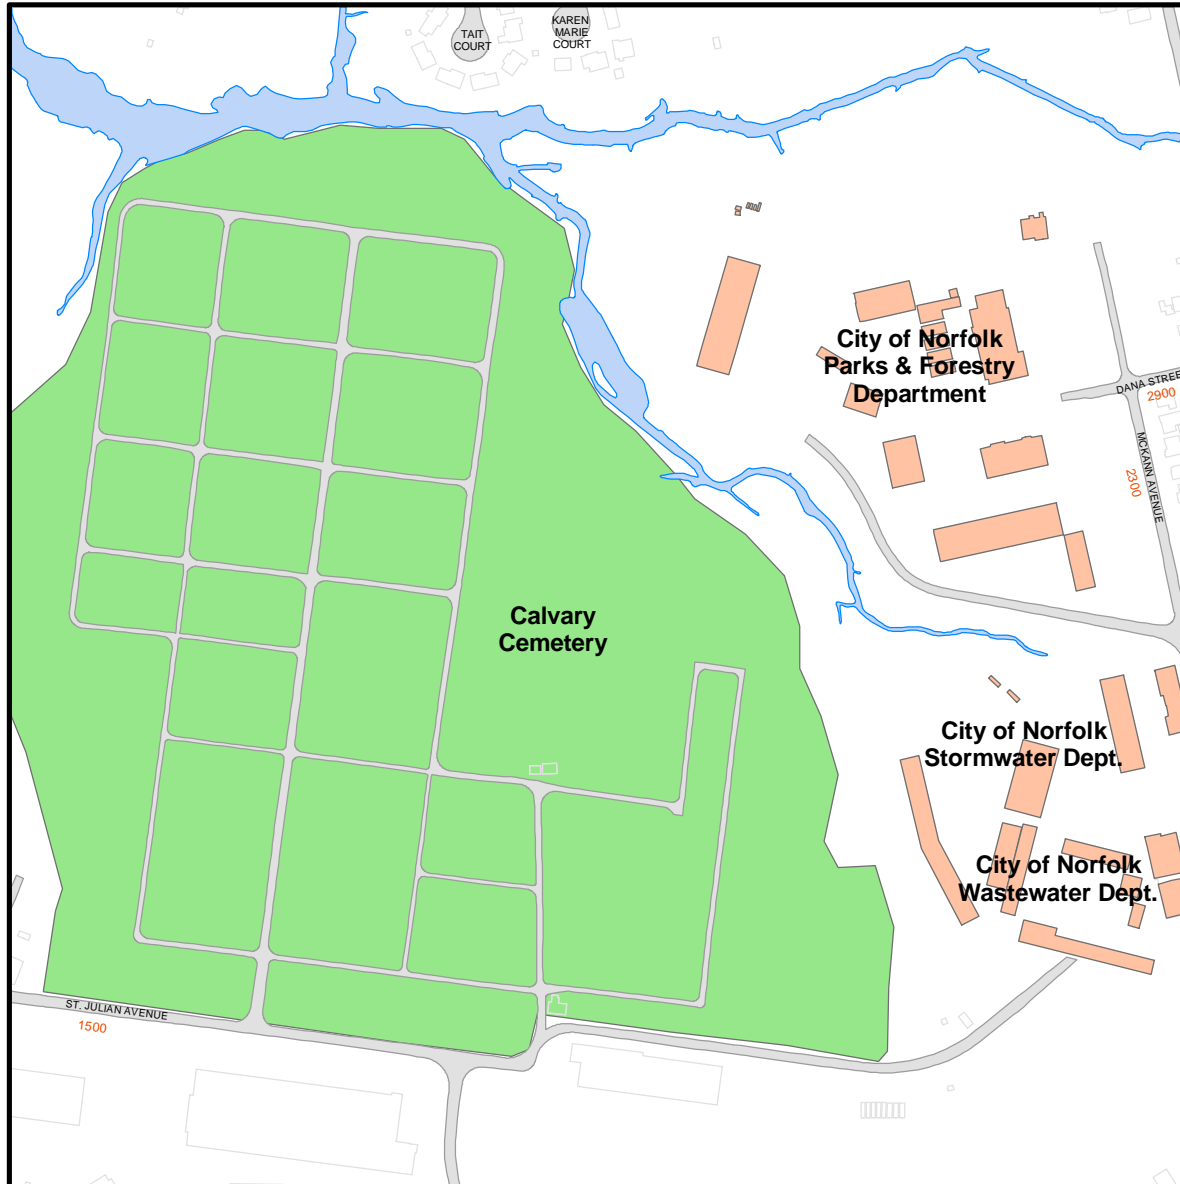 TAIT
COURT
KAREN
MARIE
COURT
City of Norfolk
Parks & Forestry
Department
DANA STREE
2900
MCKANN AVENUE
2300
Calvary
Cemetery
City of Norfolk
Stormwater Dept.
City of Norfolk
Wastewater Dept.
ST. JULIAN AVENUE
1500